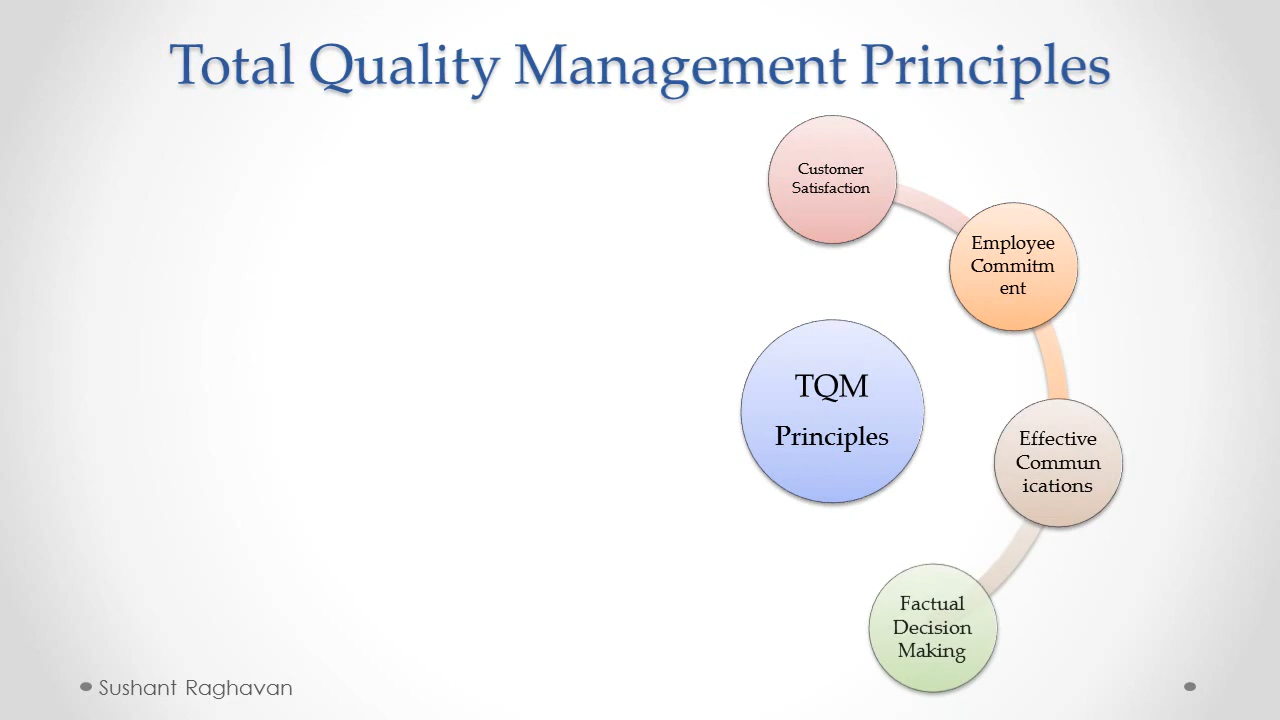 Total Quality Management Principles
Customer
Satisfaction
Employee
Commitm
ent
TQM
Principles
Effective
Commun
ications
Factual
Decision
Making
Sushant Raghavan